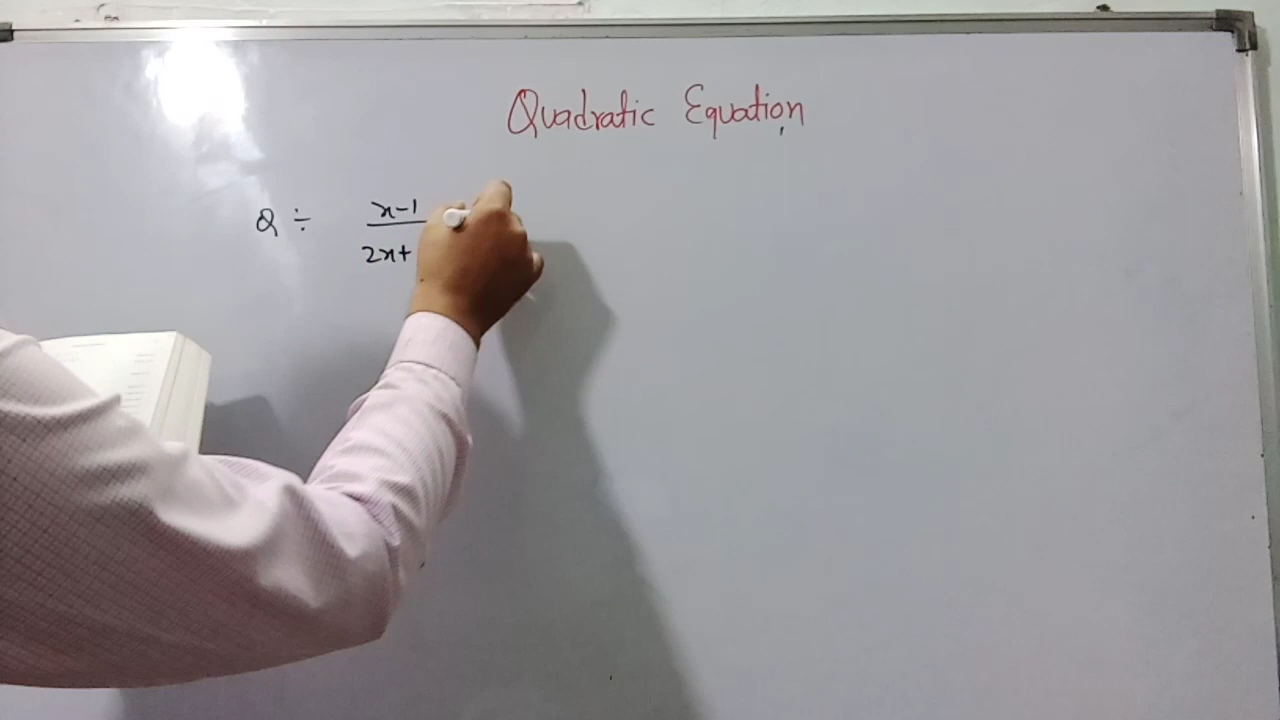 Quadratic Equation
Q ÷ x-1
2x+